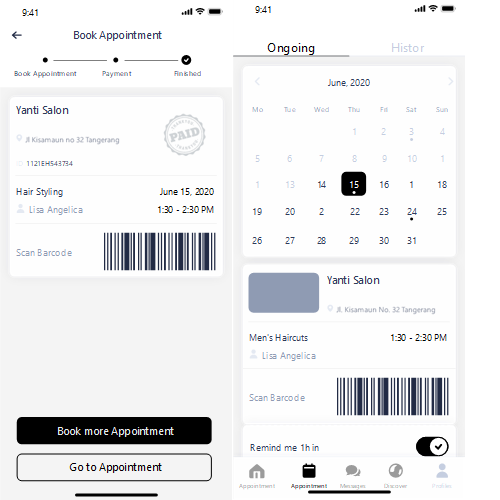 9:41
Book Appointment
Book Appointment
Payment
Finished
Yanti Salon
Jl Kisamaun no 32 Tangerang
PAID
1121EH543734
Hair Styling
June 15, 2020
Lisa Angelica
1:30 - 2:30 PM
Scan Barcode
Book more Appointment
Go to Appointment
9:41
Ongoing
Histor
June, 2020
Mo Tue Wed Thu Fri Sat Sun
1 2 3 4
5 6 7 8 9 10 1
1 13 14 15 16 1 18
19 20 2 22 23 24 25
26 27 28 29 30 31
Yanti Salon
Jl. Kisamaun No. 32 Tangerang
Men's Haircuts
1:30 - 2:30 PM
Lisa Angelica
Scan Barcode
Remind me 1h in
Appointment
Appointment
Messages
Discover